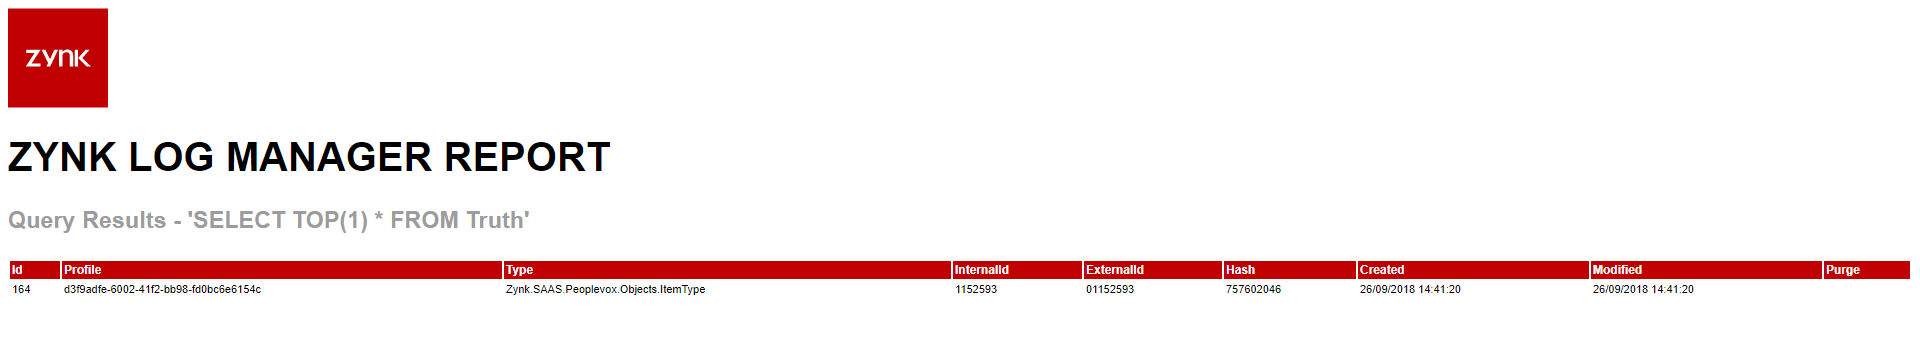 zynk
ZYNK LOG MANAGER REPORT
Query Results - 'SELECT TOP(1) * FROM Truth'
Id Profile Type InternalId ExternalId Hash Created Modified Purge
164 d3f9adfe-6002-41f2-bb98-fd0bc6e6154c Zynk.SAAS.Peoplevox.Objects.ItemType 1152593 01152593 757602046 26/09/2018 14:41:20 26/09/2018 14:41:20